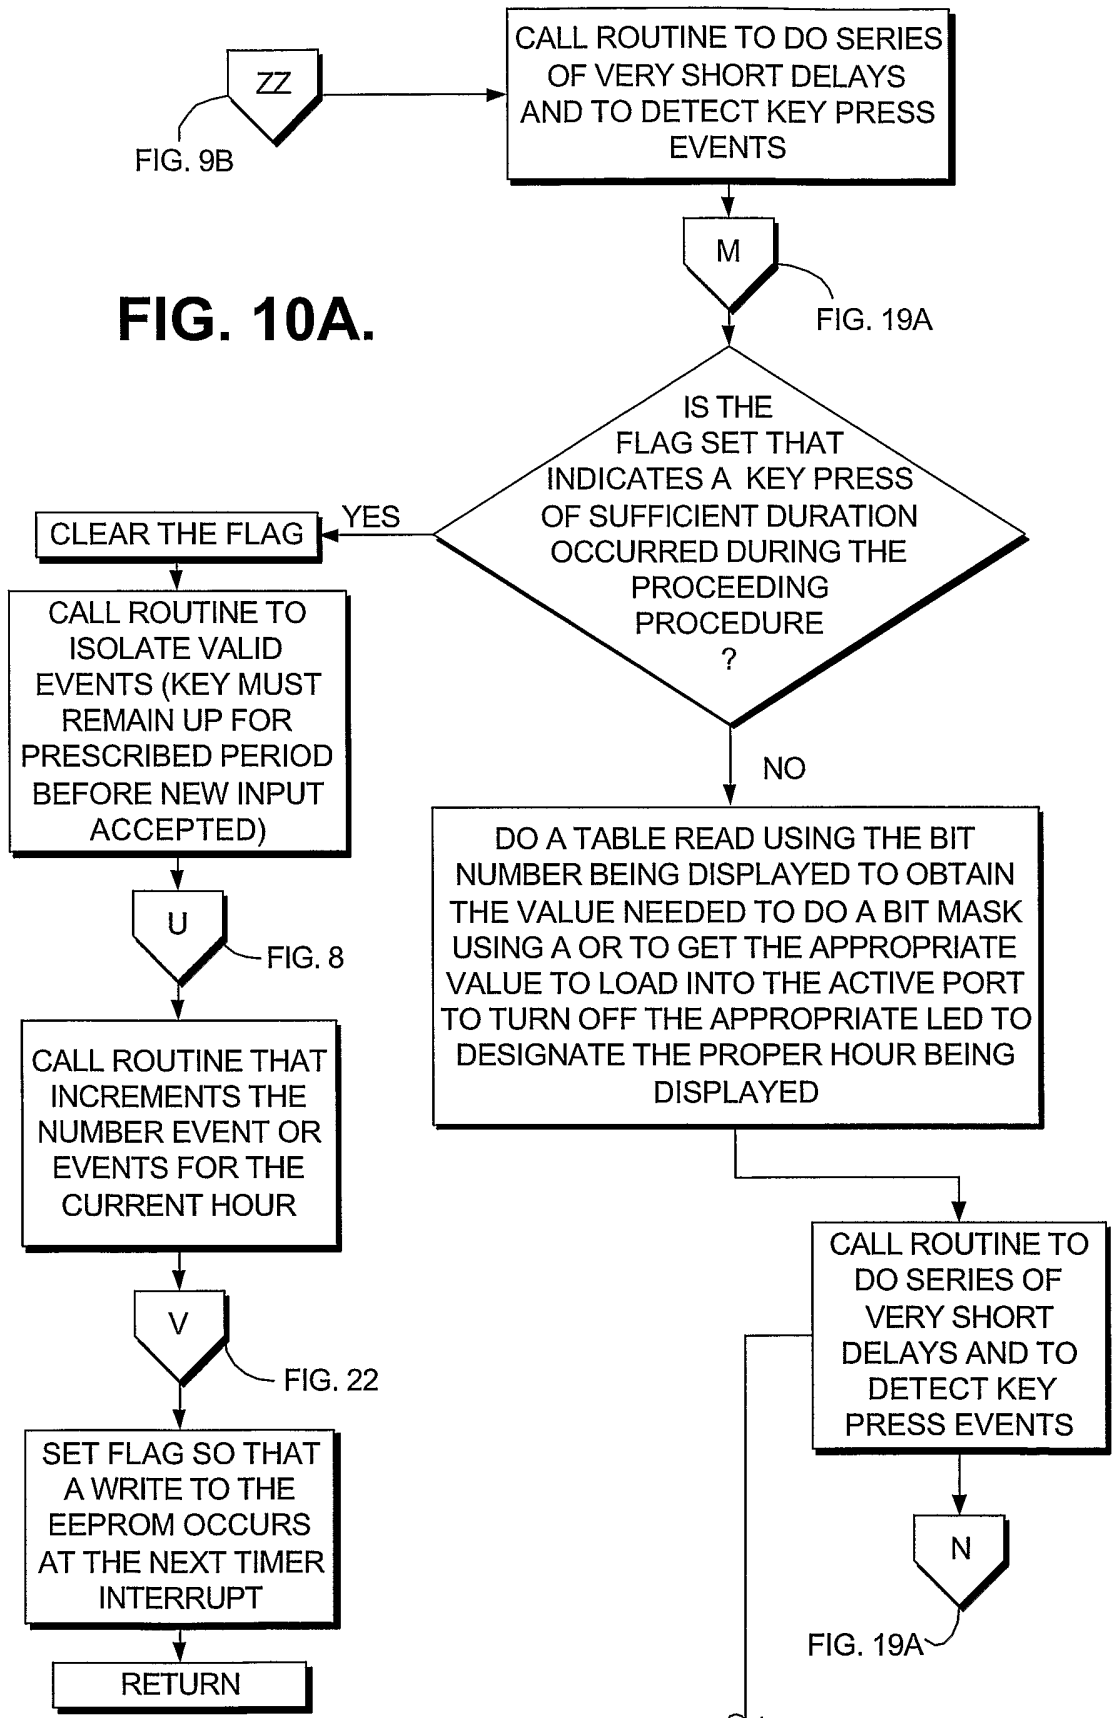 ZZ
FIG. 9B
CALL ROUTINE TO DO SERIES
OF VERY SHORT DELAYS
AND TO DETECT KEY PRESS
EVENTS
M
FIG. 19A
FIG. 10A.
IS THE
FLAG SET THAT
INDICATES A KEY PRESS
OF SUFFICIENT DURATION
OCCURRED DURING THE
PROCEEDING
PROCEDURE
?
YES
CLEAR THE FLAG
CALL ROUTINE TO
ISOLATE VALID
EVENTS (KEY MUST
REMAIN UP FOR
PRESCRIBED PERIOD
BEFORE NEW INPUT
ACCEPTED)
U
FIG. 8
CALL ROUTINE THAT
INCREMENTS THE
NUMBER EVENT OR
EVENTS FOR THE
CURRENT HOUR
V
FIG. 22
SET FLAG SO THAT
A WRITE TO THE
EEPROM OCCURS
AT THE NEXT TIMER
INTERRUPT
RETURN
NO
DO A TABLE READ USING THE BIT
NUMBER BEING DISPLAYED TO OBTAIN
THE VALUE NEEDED TO DO A BIT MASK
USING A OR TO GET THE APPROPRIATE
VALUE TO LOAD INTO THE ACTIVE PORT
TO TURN OFF THE APPROPRIATE LED TO
DESIGNATE THE PROPER HOUR BEING
DISPLAYED
CALL ROUTINE TO
DO SERIES OF
VERY SHORT
DELAYS AND TO
DETECT KEY
PRESS EVENTS
N
FIG. 19A